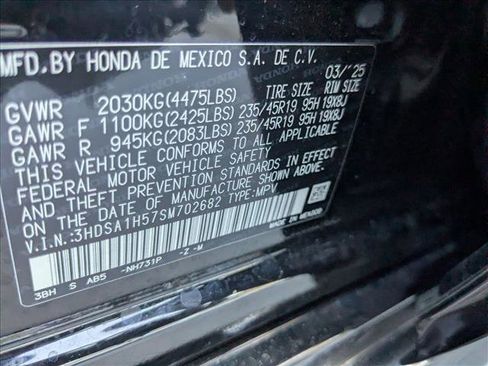 MFD.BY HONDA DE MEXICO S.A. DE C.V.
03/'25
TIRE SIZE RIM SIZE
GVWR 2030KG(4475LBS)
GAWR F 1100KG(2425LBS) 235/45R19 95H 19X8J
GAWR R 945KG(2083LBS) 235/45R19 95H 19X8J
THIS VEHICLE CONFORMS TO ALL APPLICABLE
FEDERAL MOTOR VEHICLE SAFETY, BUMPER, AND
THEFT PREVENTION STANDARDS IN EFFECT
ON THE DATE OF MANUFACTURE SHOWN ABOVE.
V.I.N.:3HDSA1H57SM702682 TYPE:MPV
MADE IN MEXICO
3BH S AB5 -NH731P -Z -M